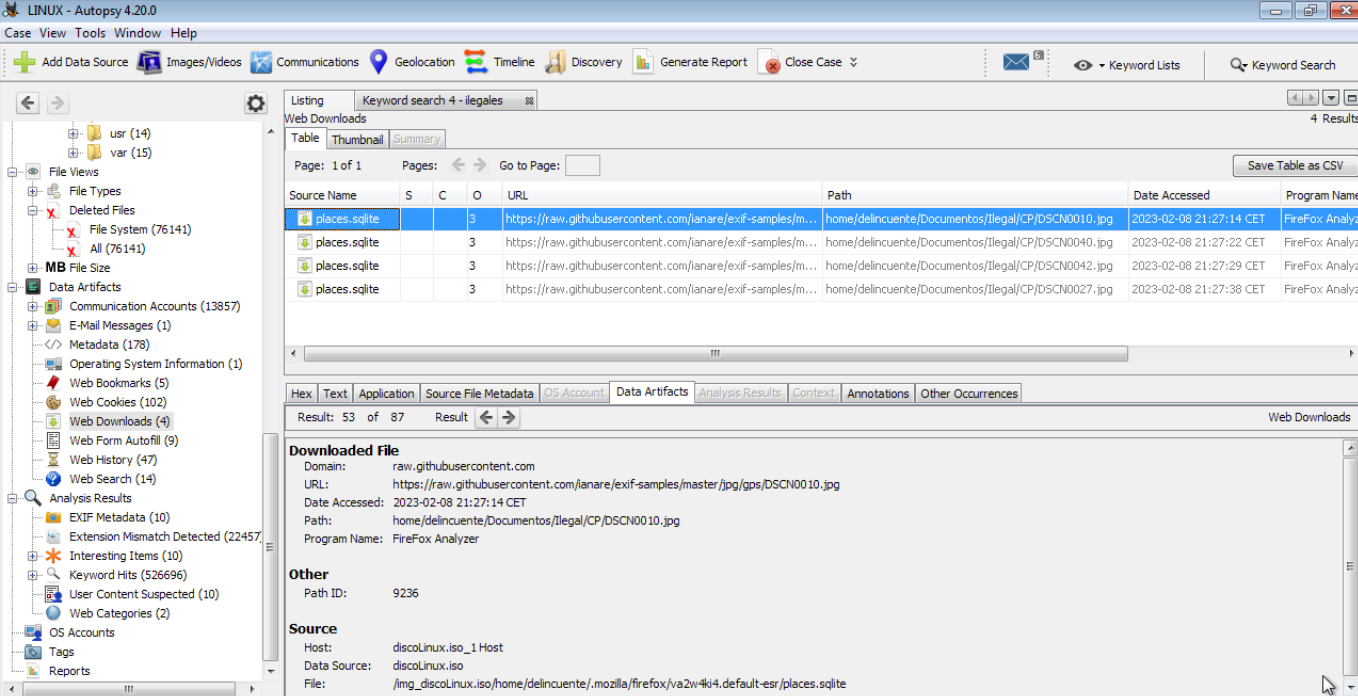 LINUX - Autopsy 4.20.0
Case View Tools Window Help
Add Data Source Images/Videos Communications Geolocation Timeline Discovery Generate Report Close Case Keyword Lists Keyword Search
Listing Keyword search 4 - ilegales
Web Downloads 4 Results
Table Thumbnail Summary
Page: 1 of 1 Pages: Go to Page: Save Table as CSV
Source Name S C O URL Path Date Accessed Program Name
places.sqlite 3 https://raw.githubusercontent.com/ianare/exif-samples/m... home/delincuente/Documentos/Ilegal/CP/DSCN0010.jpg 2023-02-08 21:27:14 CET FireFox Analyz
places.sqlite 3 https://raw.githubusercontent.com/ianare/exif-samples/m... home/delincuente/Documentos/Ilegal/CP/DSCN0040.jpg 2023-02-08 21:27:22 CET FireFox Analyz
places.sqlite 3 https://raw.githubusercontent.com/ianare/exif-samples/m... home/delincuente/Documentos/Ilegal/CP/DSCN0042.jpg 2023-02-08 21:27:29 CET FireFox Analyz
places.sqlite 3 https://raw.githubusercontent.com/ianare/exif-samples/m... home/delincuente/Documentos/Ilegal/CP/DSCN0027.jpg 2023-02-08 21:27:38 CET FireFox Analyz
usr (14)
var (15)
File Views
File Types
Deleted Files
File System (76141)
All (76141)
MB File Size
Data Artifacts
Communication Accounts (13857)
E-Mail Messages (1)
Metadata (178)
Operating System Information (1)
Web Bookmarks (5)
Web Cookies (102)
Web Downloads (4)
Web Form Autofill (9)
Web History (47)
Web Search (14)
Analysis Results
EXIF Metadata (10)
Extension Mismatch Detected (22457)
Interesting Items (10)
Keyword Hits (526696)
User Content Suspected (10)
Web Categories (2)
OS Accounts
Tags
Reports
Hex Text Application Source File Metadata OS Account Data Artifacts Analysis Results Context Annotations Other Occurrences
Result: 53 of 87 Result Web Downloads
Downloaded File
Domain: raw.githubusercontent.com
URL: https://raw.githubusercontent.com/ianare/exif-samples/master/jpg/gps/DSCN0010.jpg
Date Accessed: 2023-02-08 21:27:14 CET
Path: home/delincuente/Documentos/Ilegal/CP/DSCN0010.jpg
Program Name: FireFox Analyzer
Other
Path ID: 9236
Source
Host: discoLinux.iso_1 Host
Data Source: discoLinux.iso
File: /img_discoLinux.iso/home/delincuente/.mozilla/firefox/va2w4ki4.default-esr/places.sqlite